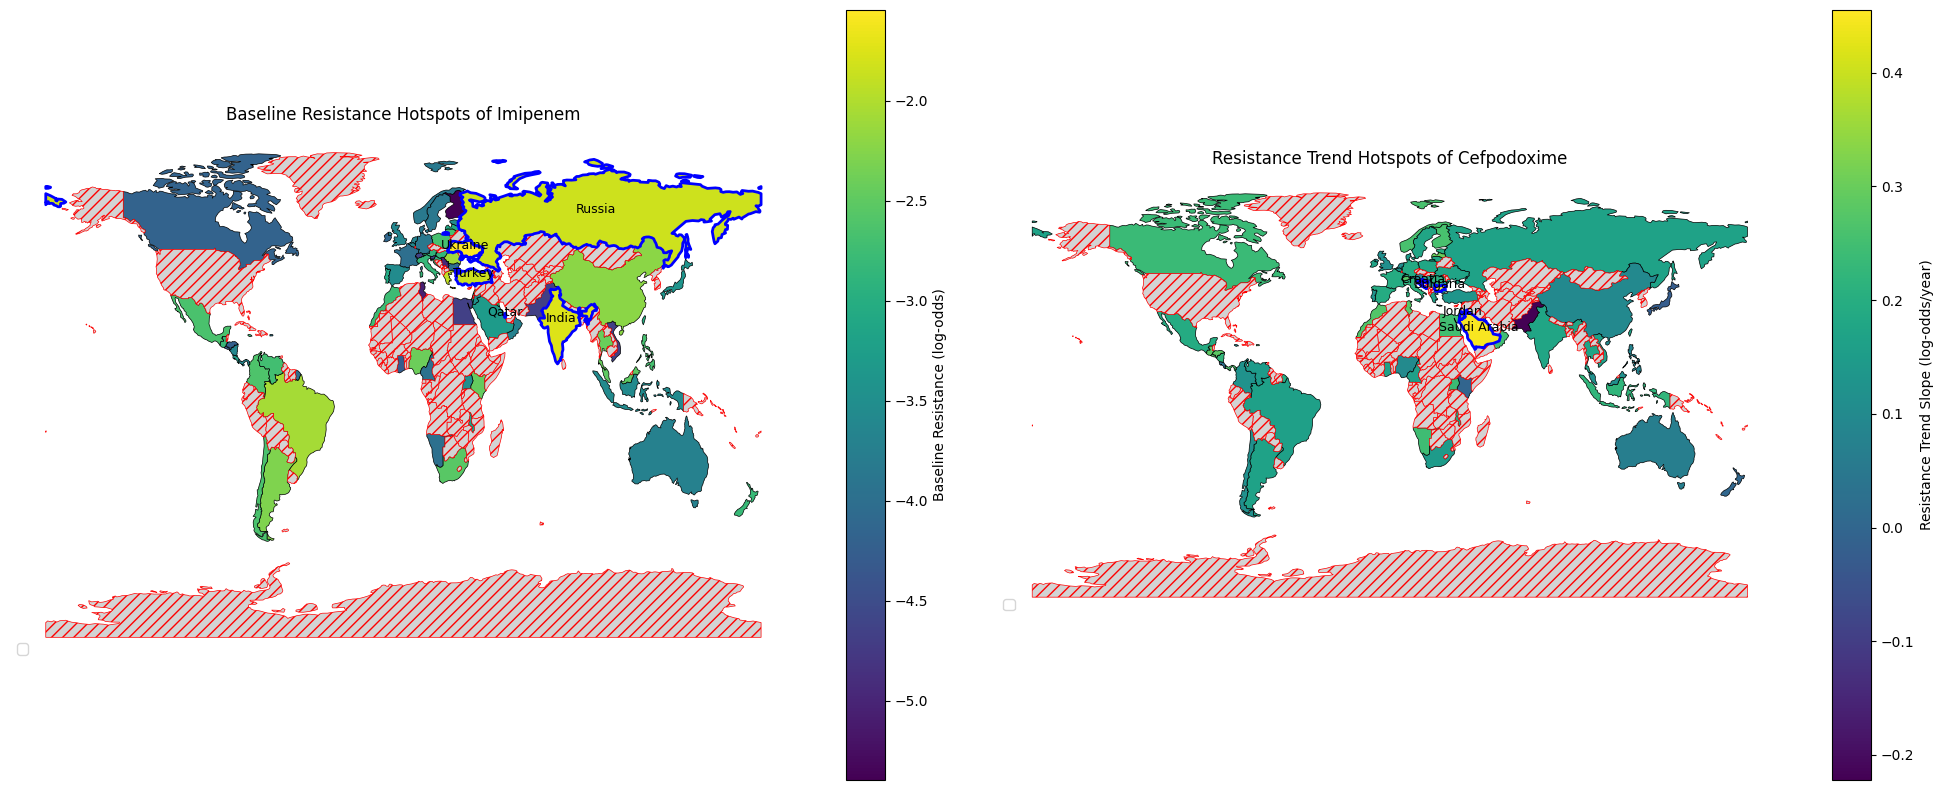 Baseline Resistance Hotspots of Imipenem
Russia
Ukraine
Turkey
Qatar
India
−2.0
−2.5
−3.0
−3.5
−4.0
−4.5
−5.0
Baseline Resistance (log-odds)
Resistance Trend Hotspots of Cefpodoxime
Croatia
Bulgaria
Jordan
Saudi Arabia
0.4
0.3
0.2
0.1
0.0
−0.1
−0.2
Resistance Trend Slope (log-odds/year)